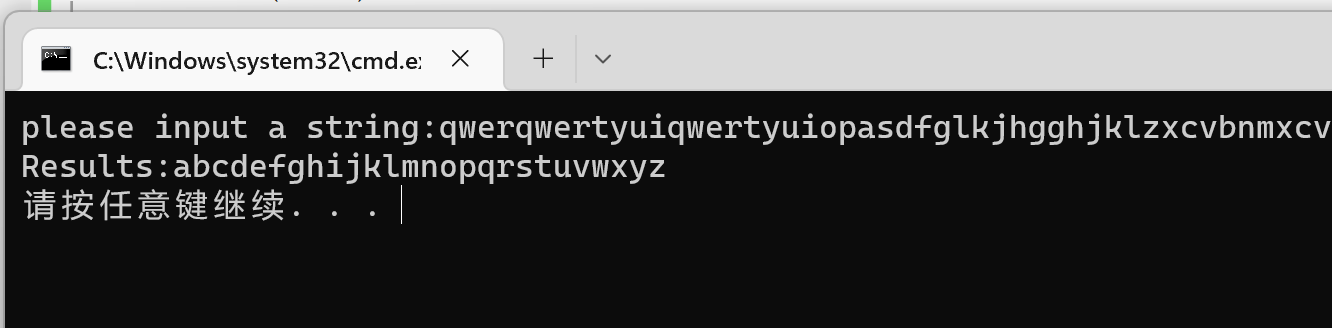 C:\Windows\system32\cmd.ex
please input a string:qwerqwertyuiqwertyuiopasdfglkjhgghjklzxcvbnmxcv
Results:abcdefghijklmnopqrstuvwxyz
请按任意键继续. . .